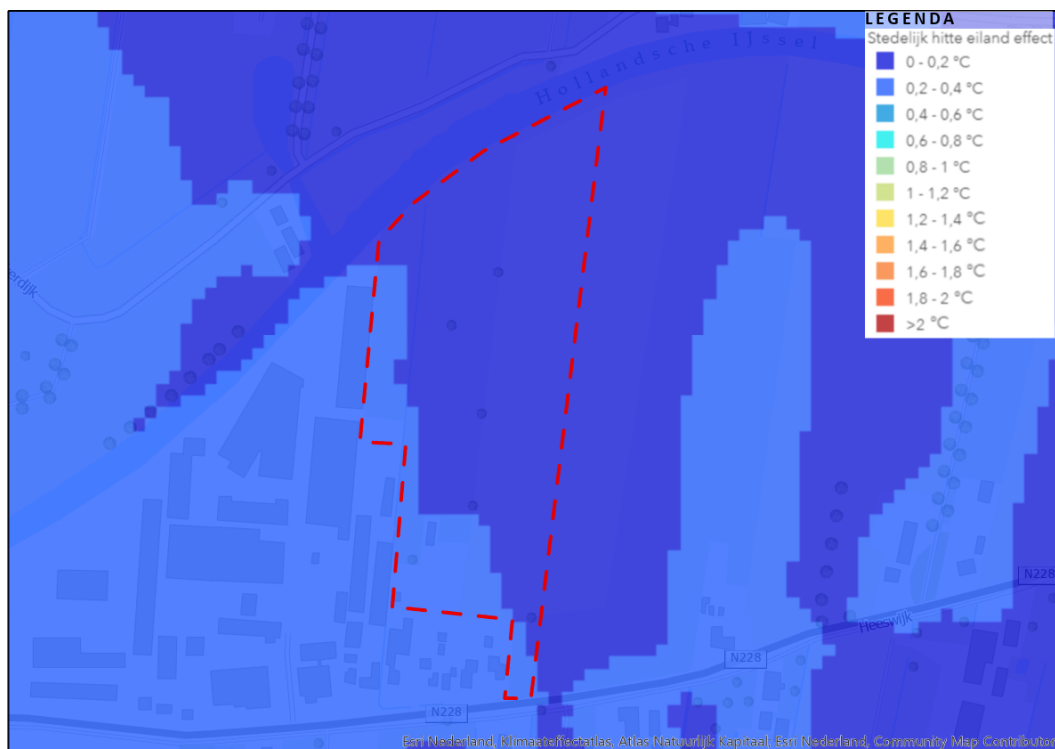 LEGENDA
Stedelijk hitte eiland effect
0 - 0,2 °C
0,2 - 0,4 °C
0,4 - 0,6 °C
0,6 - 0,8 °C
0,8 - 1 °C
1 - 1,2 °C
1,2 - 1,4 °C
1,4 - 1,6 °C
1,6 - 1,8 °C
1,8 - 2 °C
>2 °C
Hollandsche IJssel
N228
Heeswijk
N228
N228
Esri Nederland, Klimaateffectatlas, Atlas Natuurlijk Kapitaal, Esri Nederland, Community Map Contributor